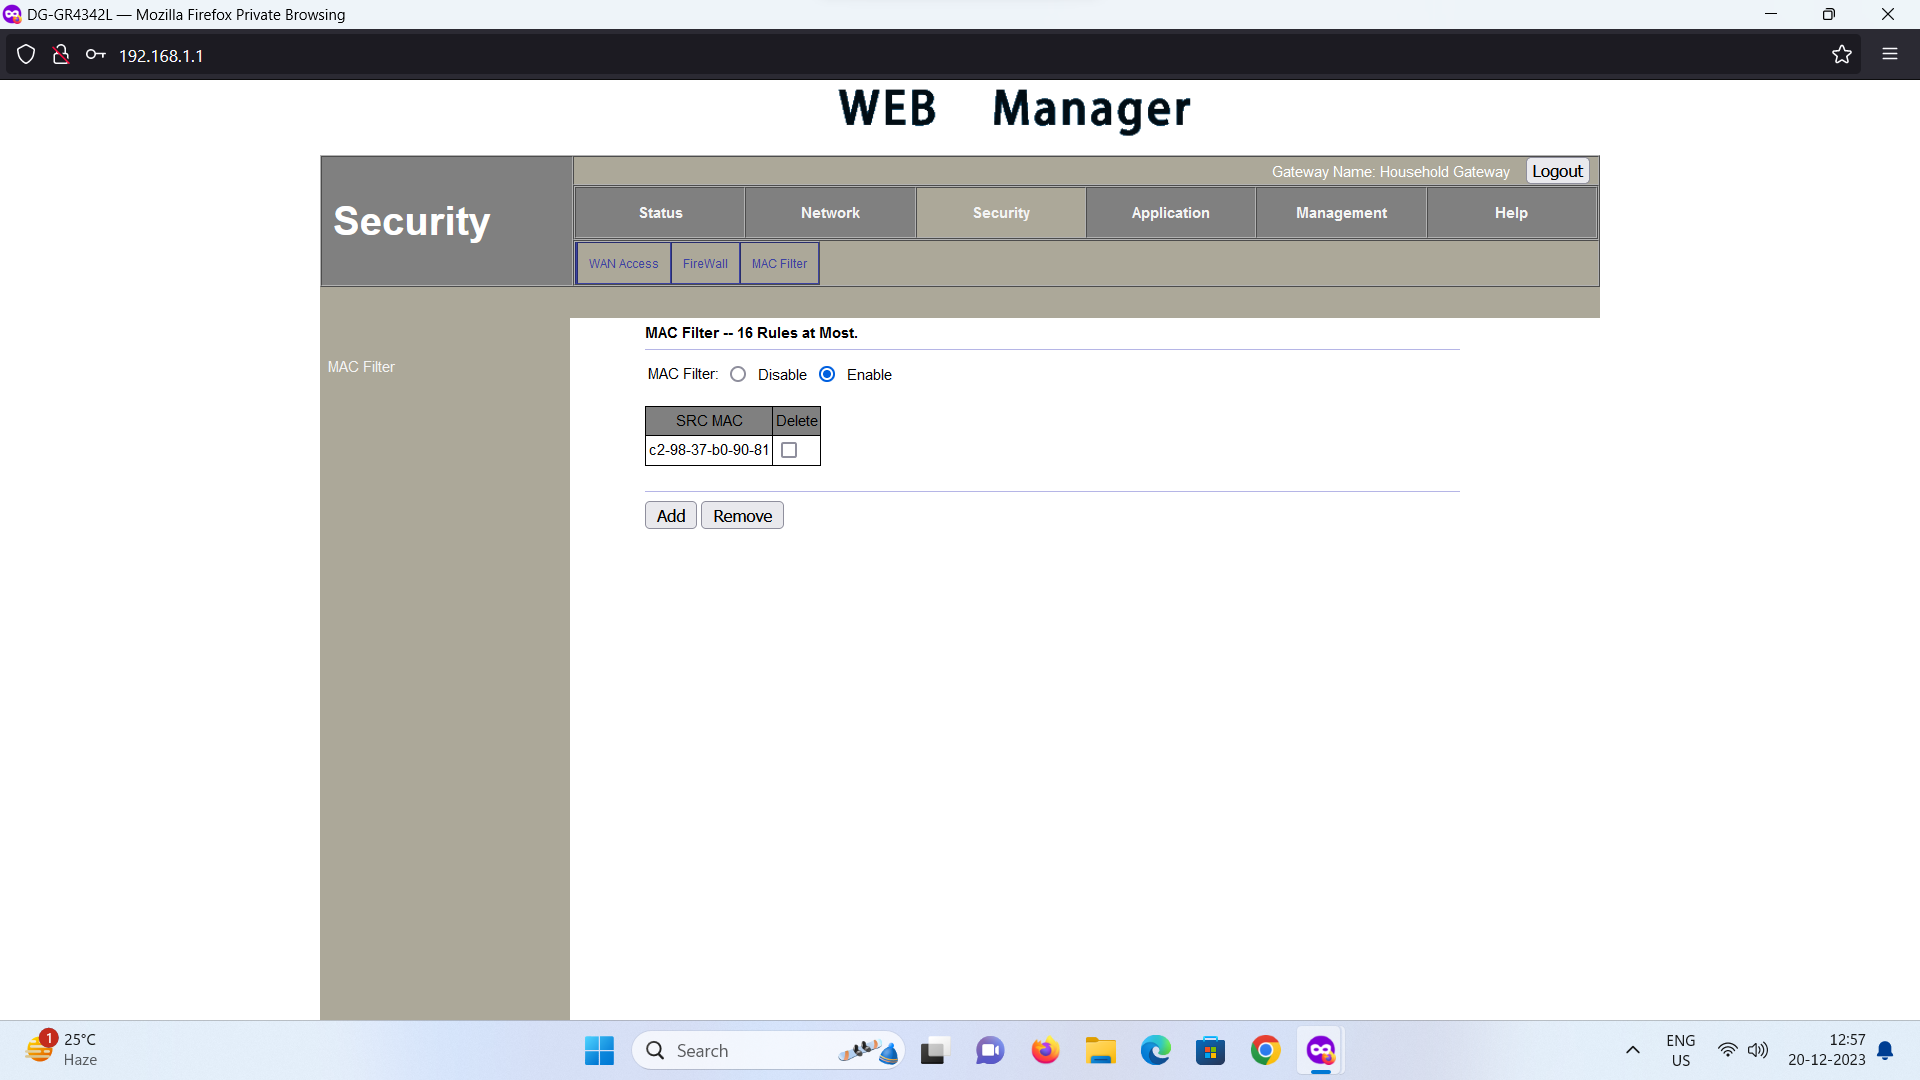 DG-GR4342L — Mozilla Firefox Private Browsing
192.168.1.1
WEB Manager
Gateway Name: Household Gateway Logout
Security
Status Network Security Application Management Help
WAN Access FireWall MAC Filter
MAC Filter
MAC Filter -- 16 Rules at Most.
MAC Filter: Disable Enable
SRC MAC Delete
c2-98-37-b0-90-81
Add Remove
1
25°C
Haze
Search
ENG
US
12:57
20-12-2023